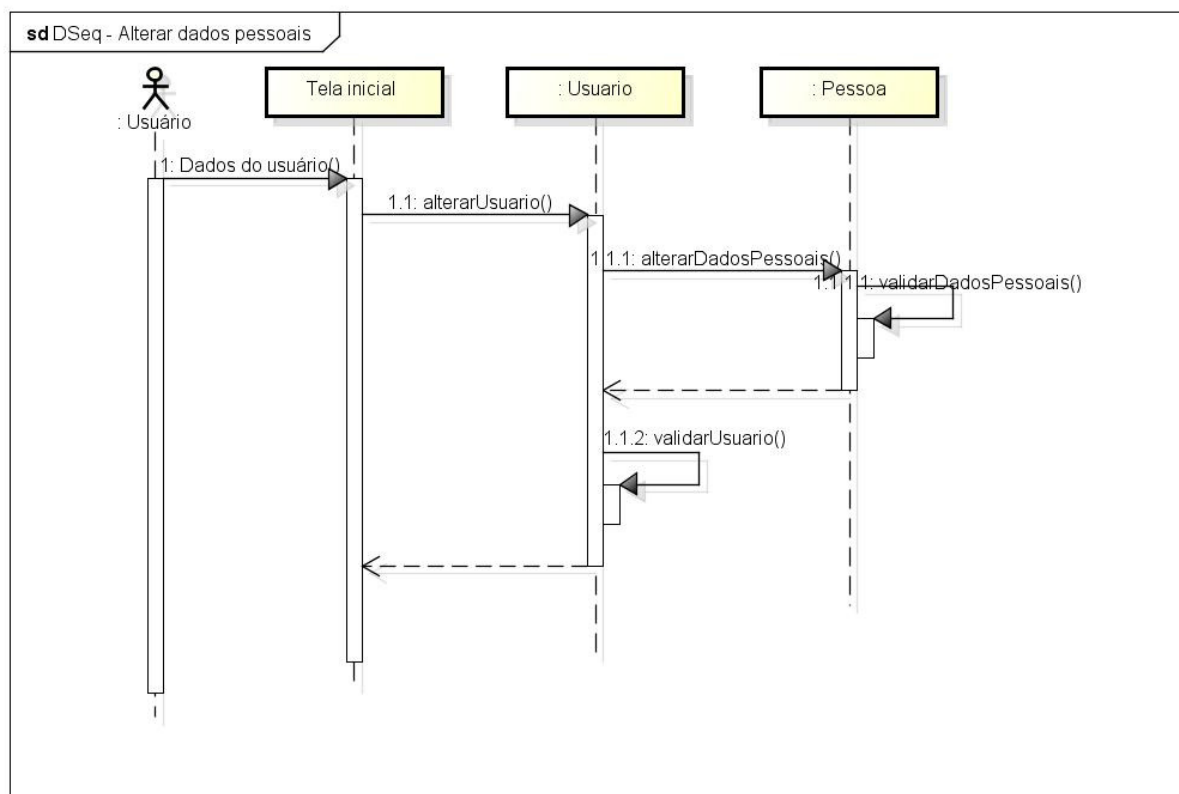 sd DSeq - Alterar dados pessoais
: Usuário
Tela inicial
: Usuario
: Pessoa
1: Dados do usuário()
1.1: alterarUsuario()
1.1.1: alterarDadosPessoais()
1.1.1.1: validarDadosPessoais()
1.1.2: validarUsuario()